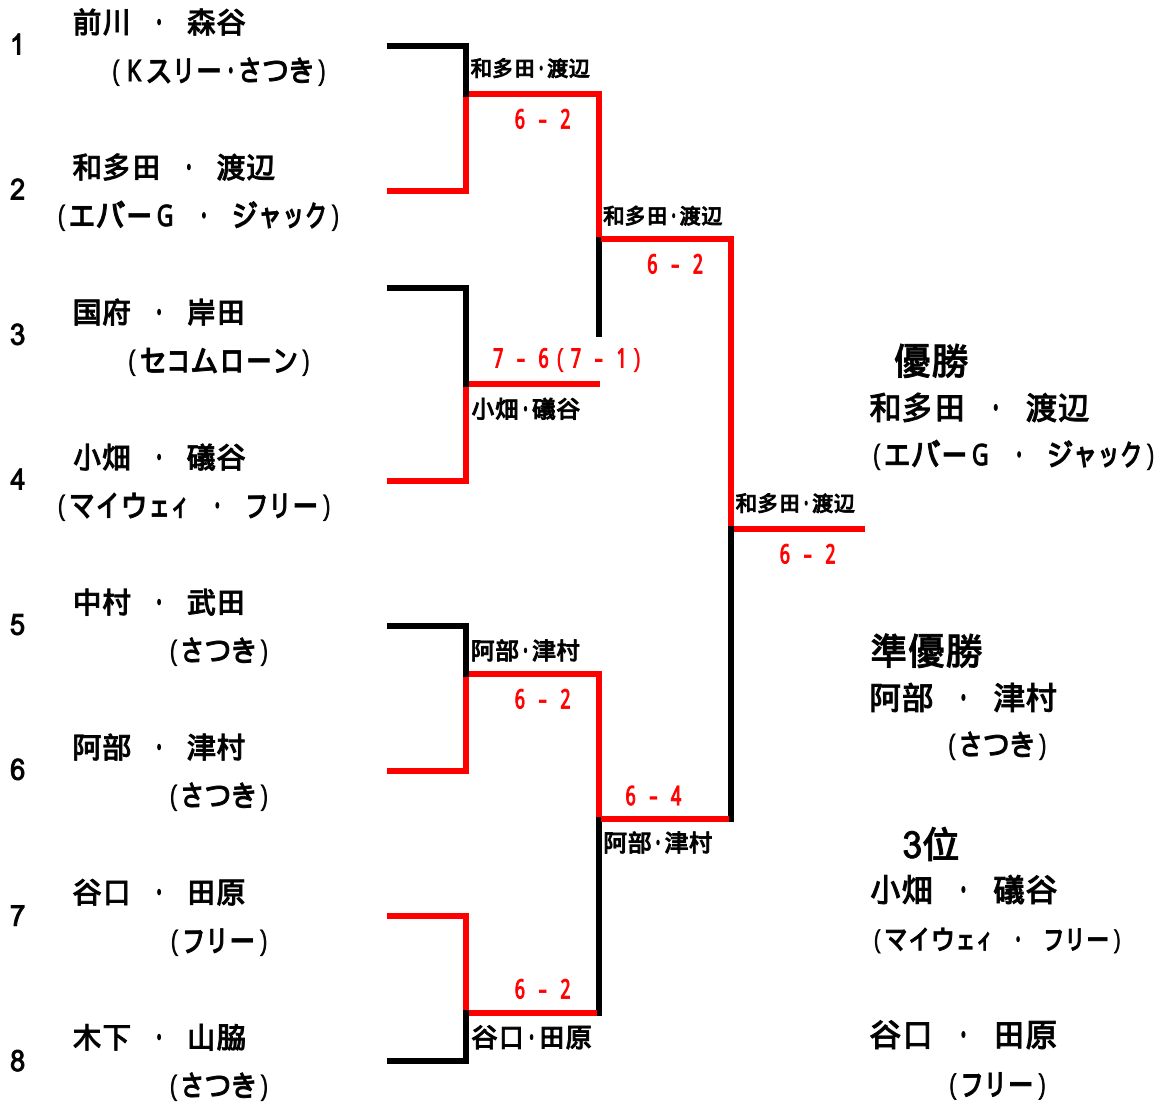 1
前川 ・ 森谷
(Kスリー・さつき)
2
和多田 ・ 渡辺
(エバーG ・ ジャック)
3
国府 ・ 岸田
(セコムローン)
4
小畑 ・ 礒谷
(マイウェィ ・ フリー)
5
中村 ・ 武田
(さつき)
6
阿部 ・ 津村
(さつき)
7
谷口 ・ 田原
(フリー)
8
木下 ・ 山脇
(さつき)
和多田・渡辺
6 - 2
7 - 6 ( 7 - 1 )
小畑・礒谷
阿部・津村
6 - 2
6 - 2
谷口・田原
和多田・渡辺
6 - 2
6 - 4
阿部・津村
和多田・渡辺
6 - 2
優勝
和多田 ・ 渡辺
(エバーG ・ ジャック)
準優勝
阿部 ・ 津村
(さつき)
3位
小畑 ・ 礒谷
(マイウェィ ・ フリー)
谷口 ・ 田原
(フリー)